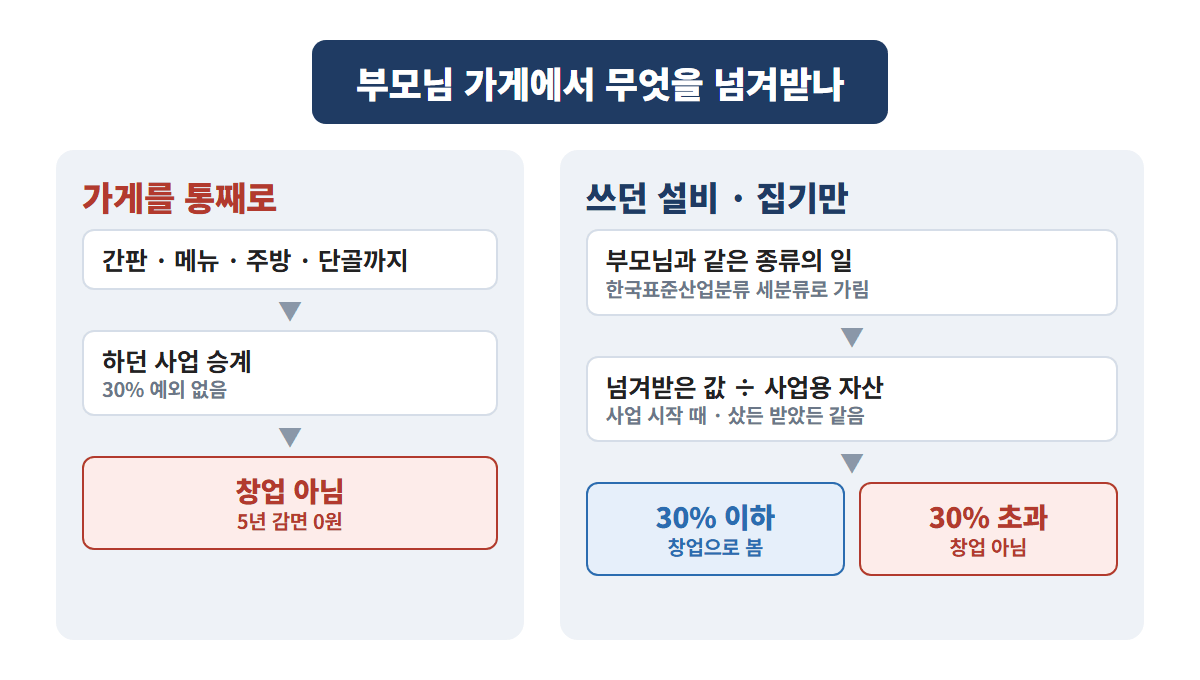 부모님 가게에서 무엇을 넘겨받나
가게를 통째로
간판 · 메뉴 · 주방 · 단골까지
하던 사업 승계
30% 예외 없음
창업 아님
5년 감면 0원
쓰던 설비 · 집기만
부모님과 같은 종류의 일
한국표준산업분류 세분류로 가림
넘겨받은 값 ÷ 사업용 자산
사업 시작 때 · 샀든 받았든 같음
30% 이하
창업으로 봄
30% 초과
창업 아님